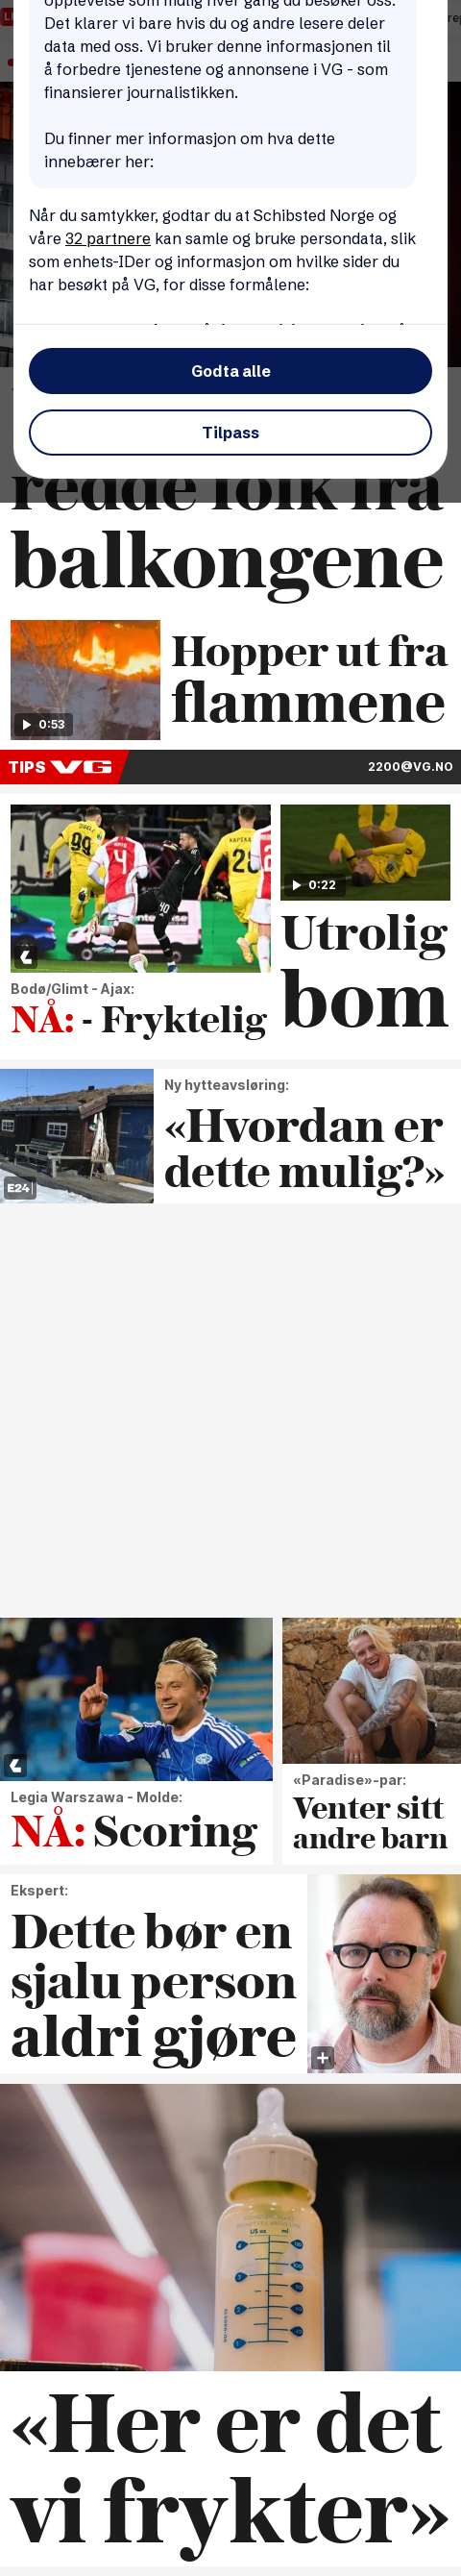 opplevelse som mulig hver gang du besøker oss.
Det klarer vi bare hvis du og andre lesere deler
data med oss. Vi bruker denne informasjonen til
å forbedre tjenestene og annonsene i VG - som
finansierer journalistikken.
Du finner mer informasjon om hva dette
innebærer her:
Når du samtykker, godtar du at Schibsted Norge og
våre 32 partnere kan samle og bruke persondata, slik
som enhets-IDer og informasjon om hvilke sider du
har besøkt på VG, for disse formålene:
Godta alle
Tilpass
redde folk fra
balkongene
0:53
Hopper ut fra
flammene
TIPS VG
2200@VG.NO
0:22
Utrolig
bom
Bodø/Glimt - Ajax:
NÅ: - Fryktelig
E24
Ny hytteavsløring:
«Hvordan er
dette mulig?»
Legia Warszawa - Molde:
NÅ: Scoring
«Paradise»-par:
Venter sitt
andre barn
Ekspert:
Dette bør en
sjalu person
aldri gjøre
US oz ml
«Her er det
vi frykter»